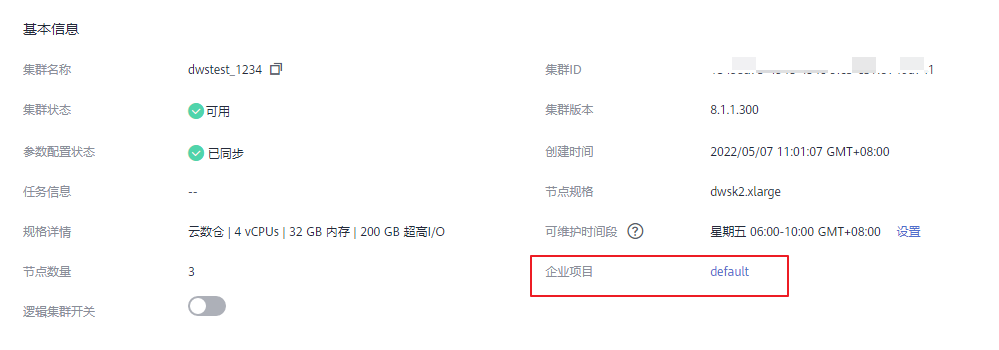 基本信息
集群名称 dwstest_1234 集群ID
集群状态 可用 集群版本 8.1.1.300
参数配置状态 已同步 创建时间 2022/05/07 11:01:07 GMT+08:00
任务信息 -- 节点规格 dwsk2.xlarge
规格详情 云数仓 | 4 vCPUs | 32 GB 内存 | 200 GB 超高I/O 可维护时间段 ? 星期五 06:00-10:00 GMT+08:00 设置
节点数量 3 企业项目 default
逻辑集群开关